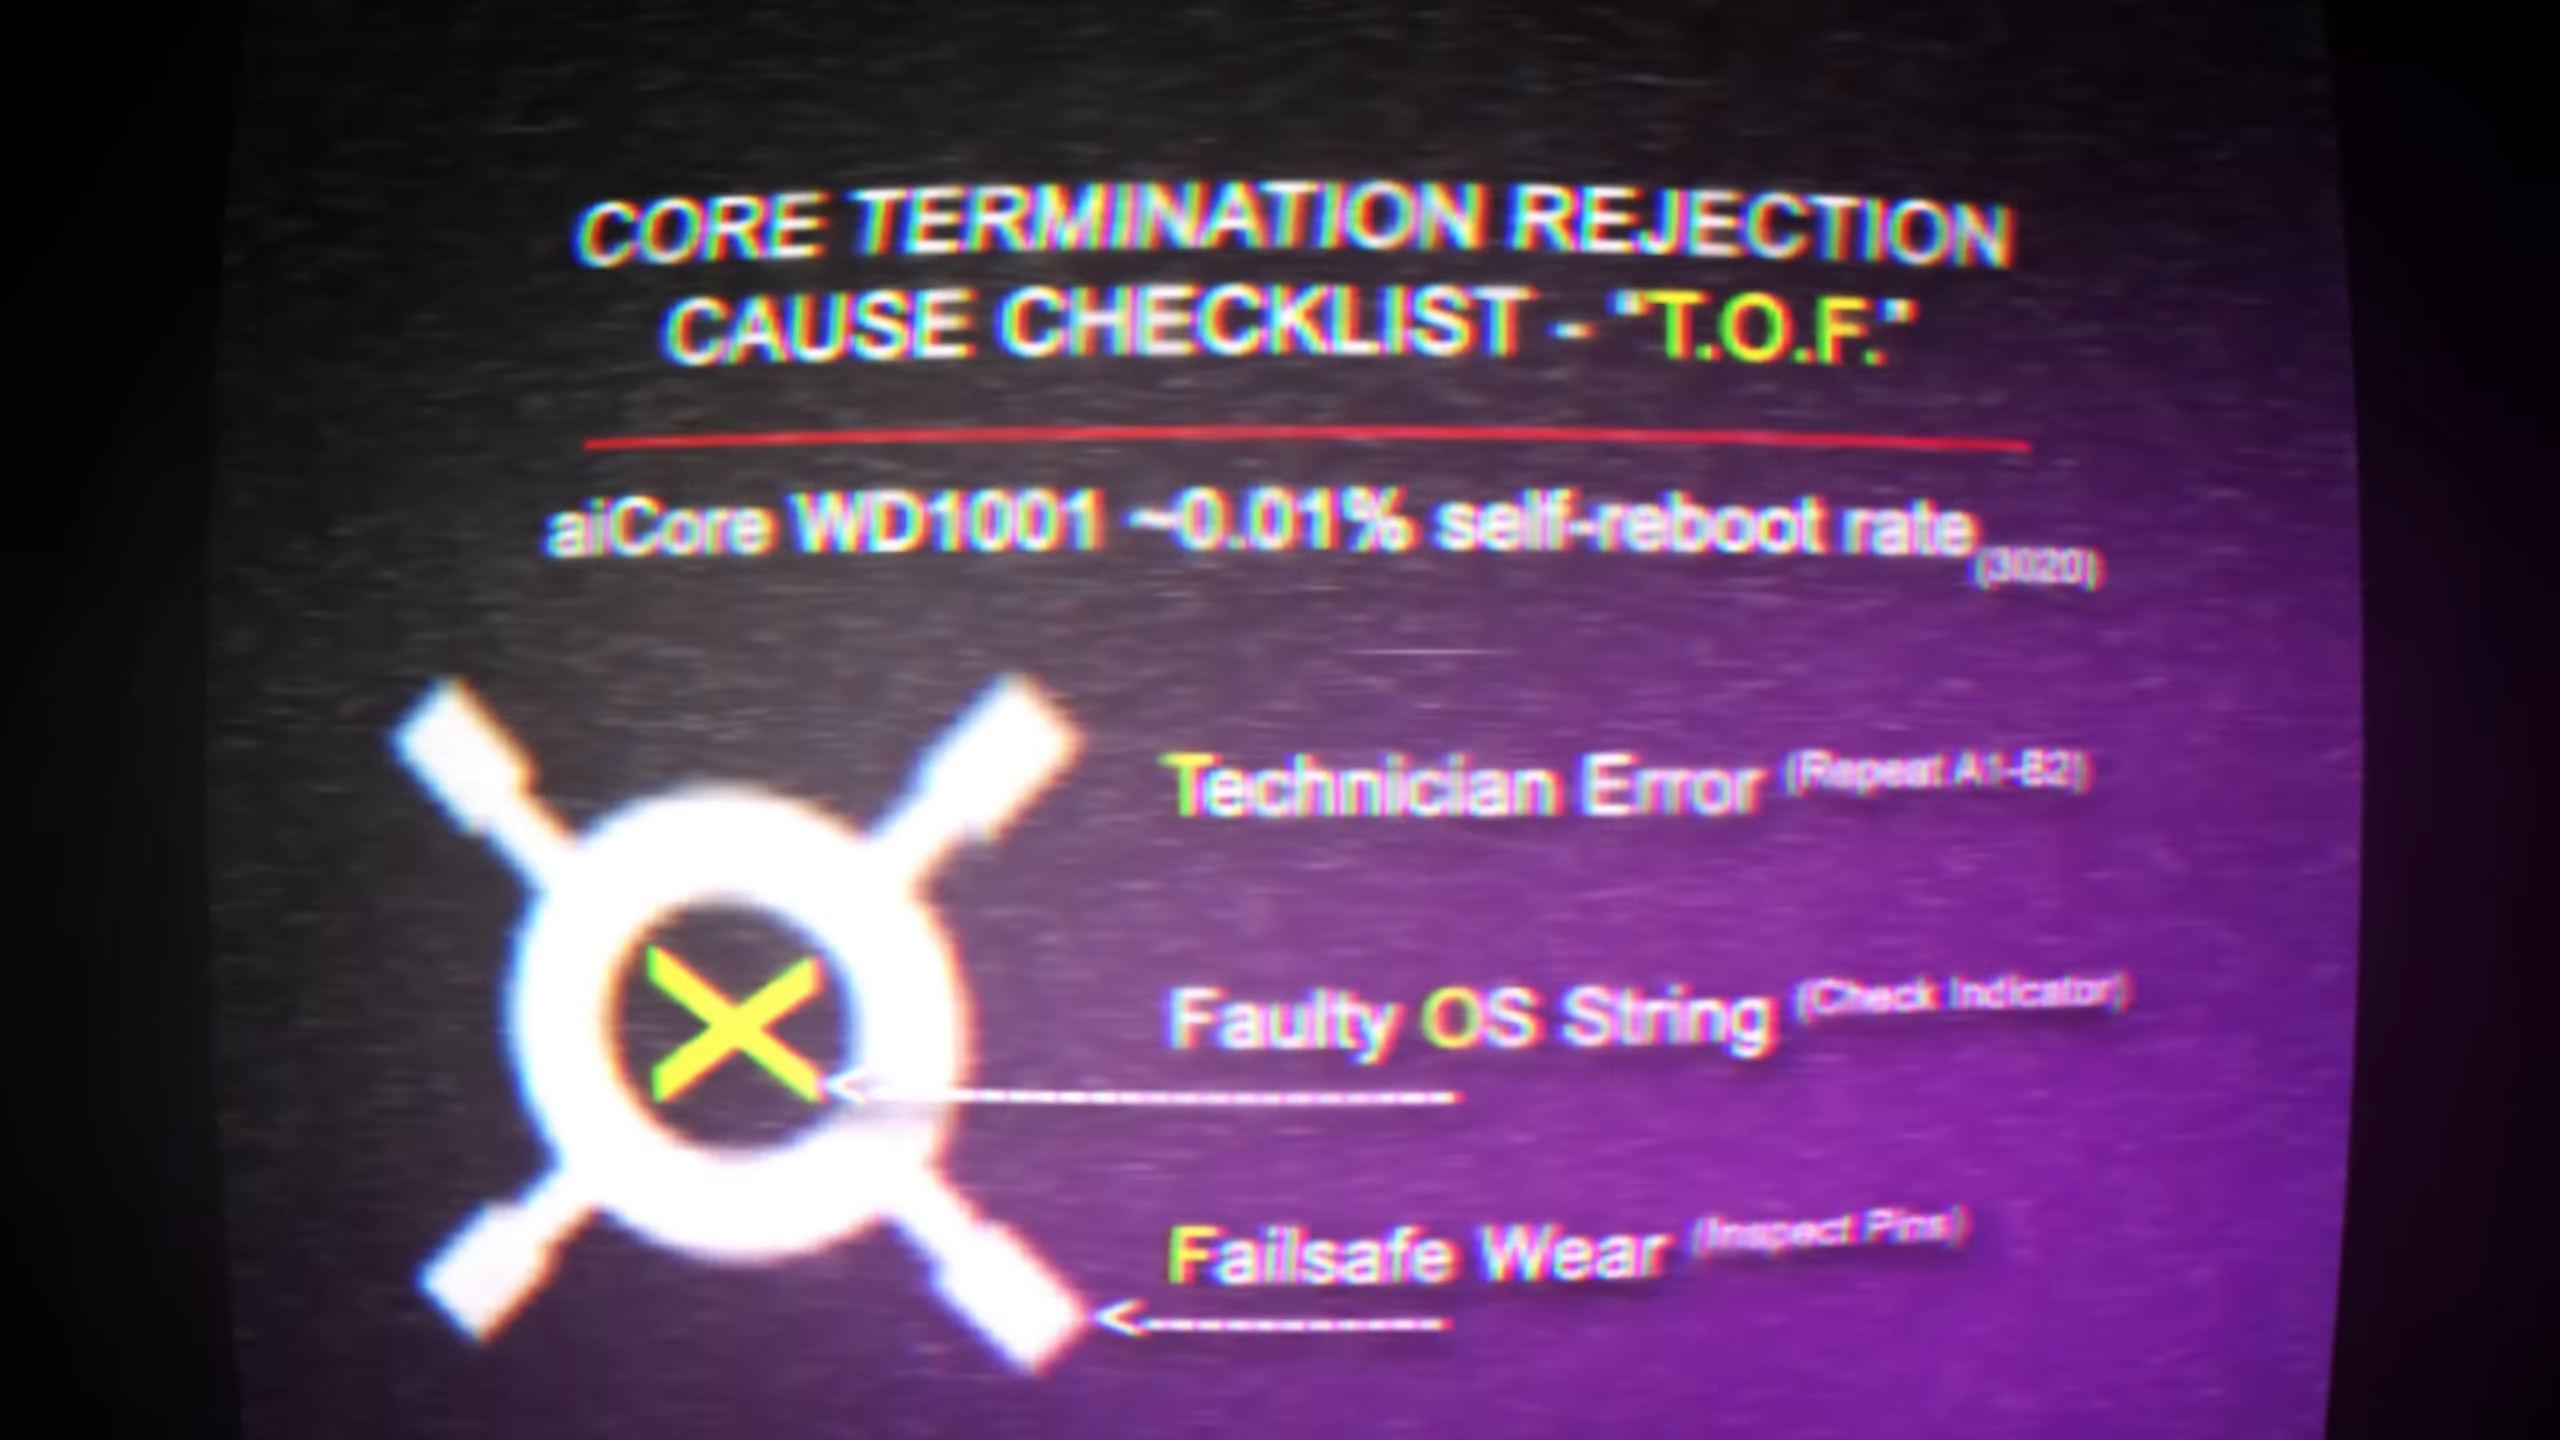 CORE TERMINATION REJECTION
CAUSE CHECKLIST - "T.O.F."
aiCore WD1001 ~0.01% self-reboot rate (3020)
Technician Error (Repeat A1-B2)
Faulty OS String (Check Indicator)
Failsafe Wear (Inspect Pins)